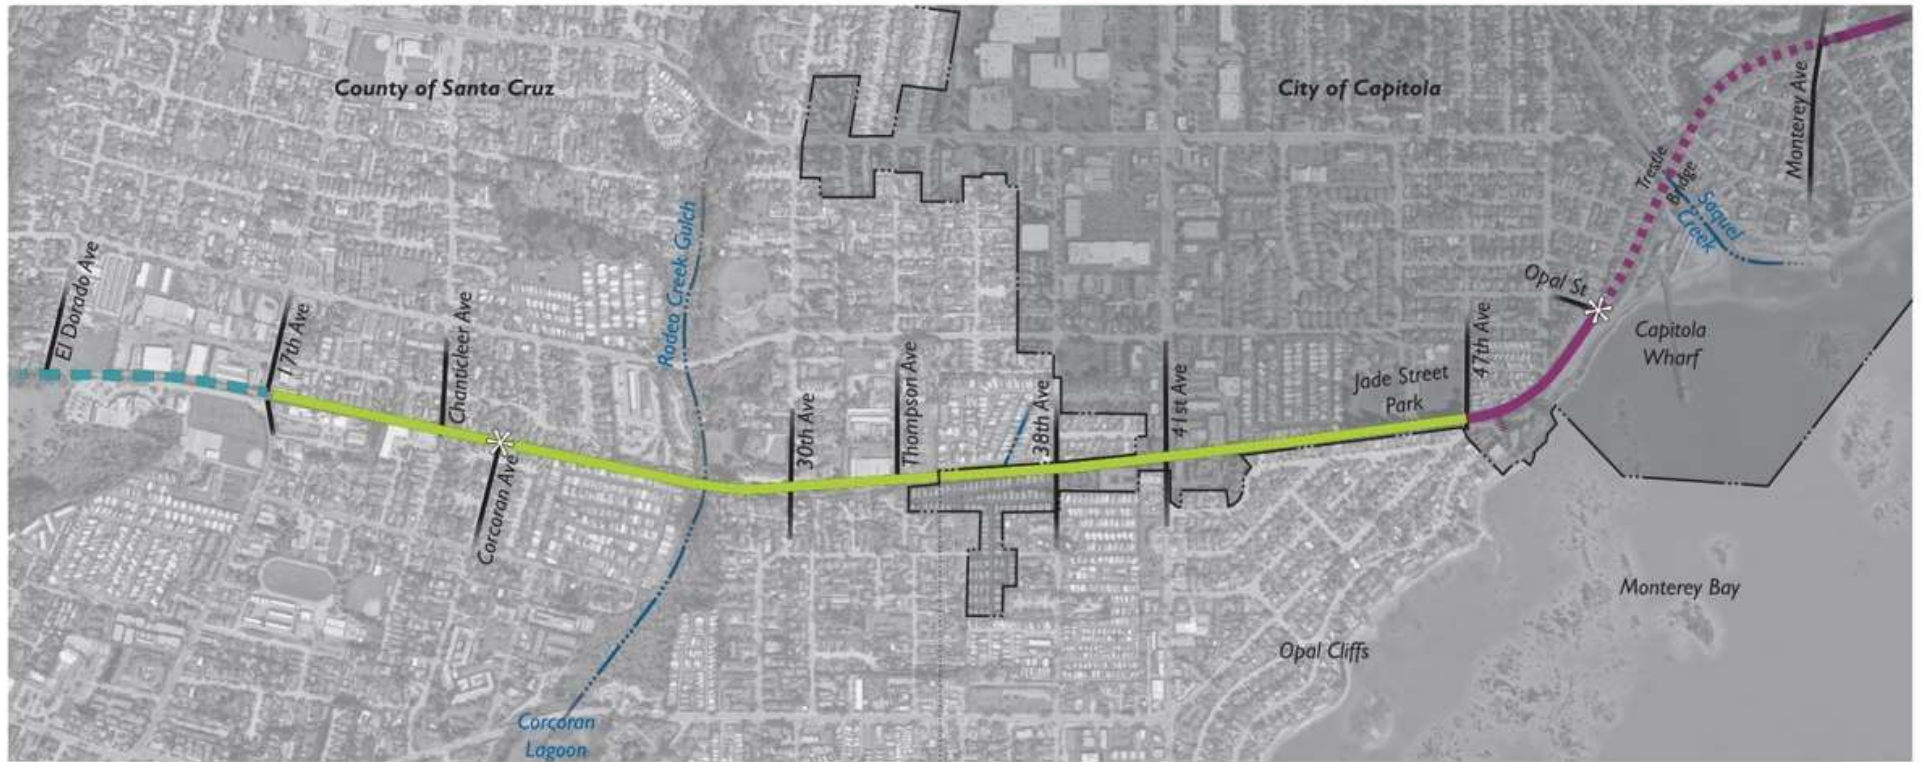 County of Santa Cruz
City of Capitola
Monterey Ave
Trestle
Bridge
Soquel
Creek
Rodeo Creek Gulch
El Dorado Ave
Opal St
17th Ave
Chanticleer Ave
47th Ave
Capitola
Wharf
Thompson Ave
Jade Street
Park
30th Ave
38th Ave
41st Ave
Corcoran Ave
Monterey Bay
Opal Cliffs
Corcoran
Lagoon